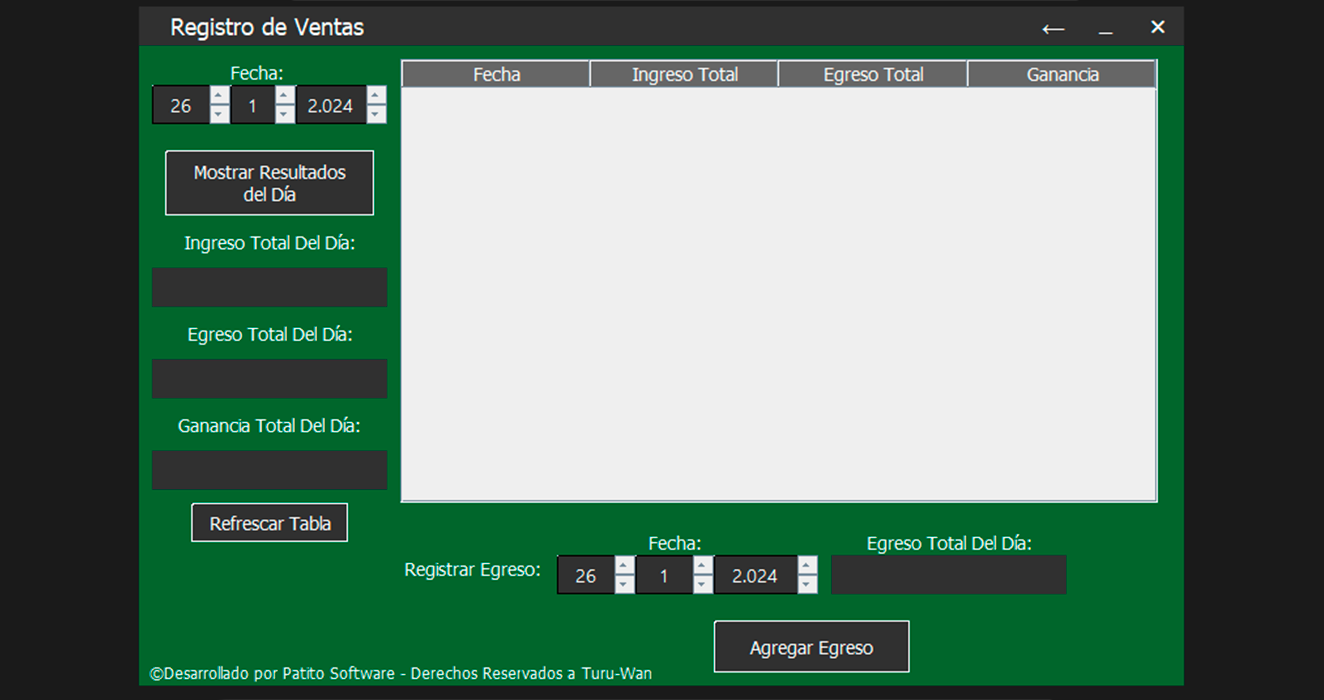 Registro de Ventas
Fecha:
26 1 2.024
Mostrar Resultados
del Día
Ingreso Total Del Día:
Egreso Total Del Día:
Ganancia Total Del Día:
Refrescar Tabla
Fecha Ingreso Total Egreso Total Ganancia
Registrar Egreso:
Fecha:
26 1 2.024
Egreso Total Del Día:
Agregar Egreso
©Desarrollado por Patito Software - Derechos Reservados a Turu-Wan